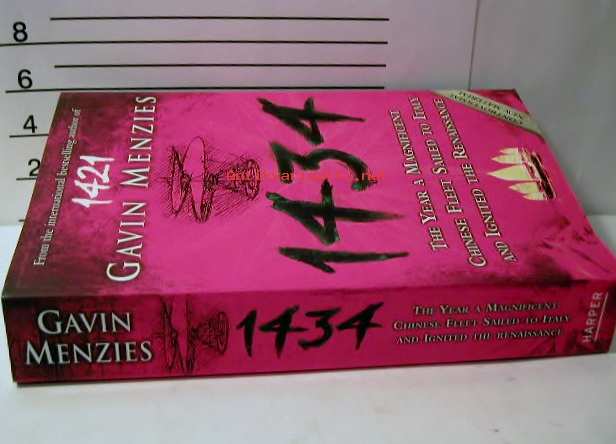 8
6
4
2
From the international bestselling author of
1421
GAVIN MENZIES
1434
THE YEAR A MAGNIFICENT
CHINESE FLEET SAILED TO ITALY
AND IGNITED THE RENAISSANCE
GAVIN
MENZIES
1434
THE YEAR A MAGNIFICENT
CHINESE FLEET SAILED TO ITALY
AND IGNITED THE RENAISSANCE
HARPER